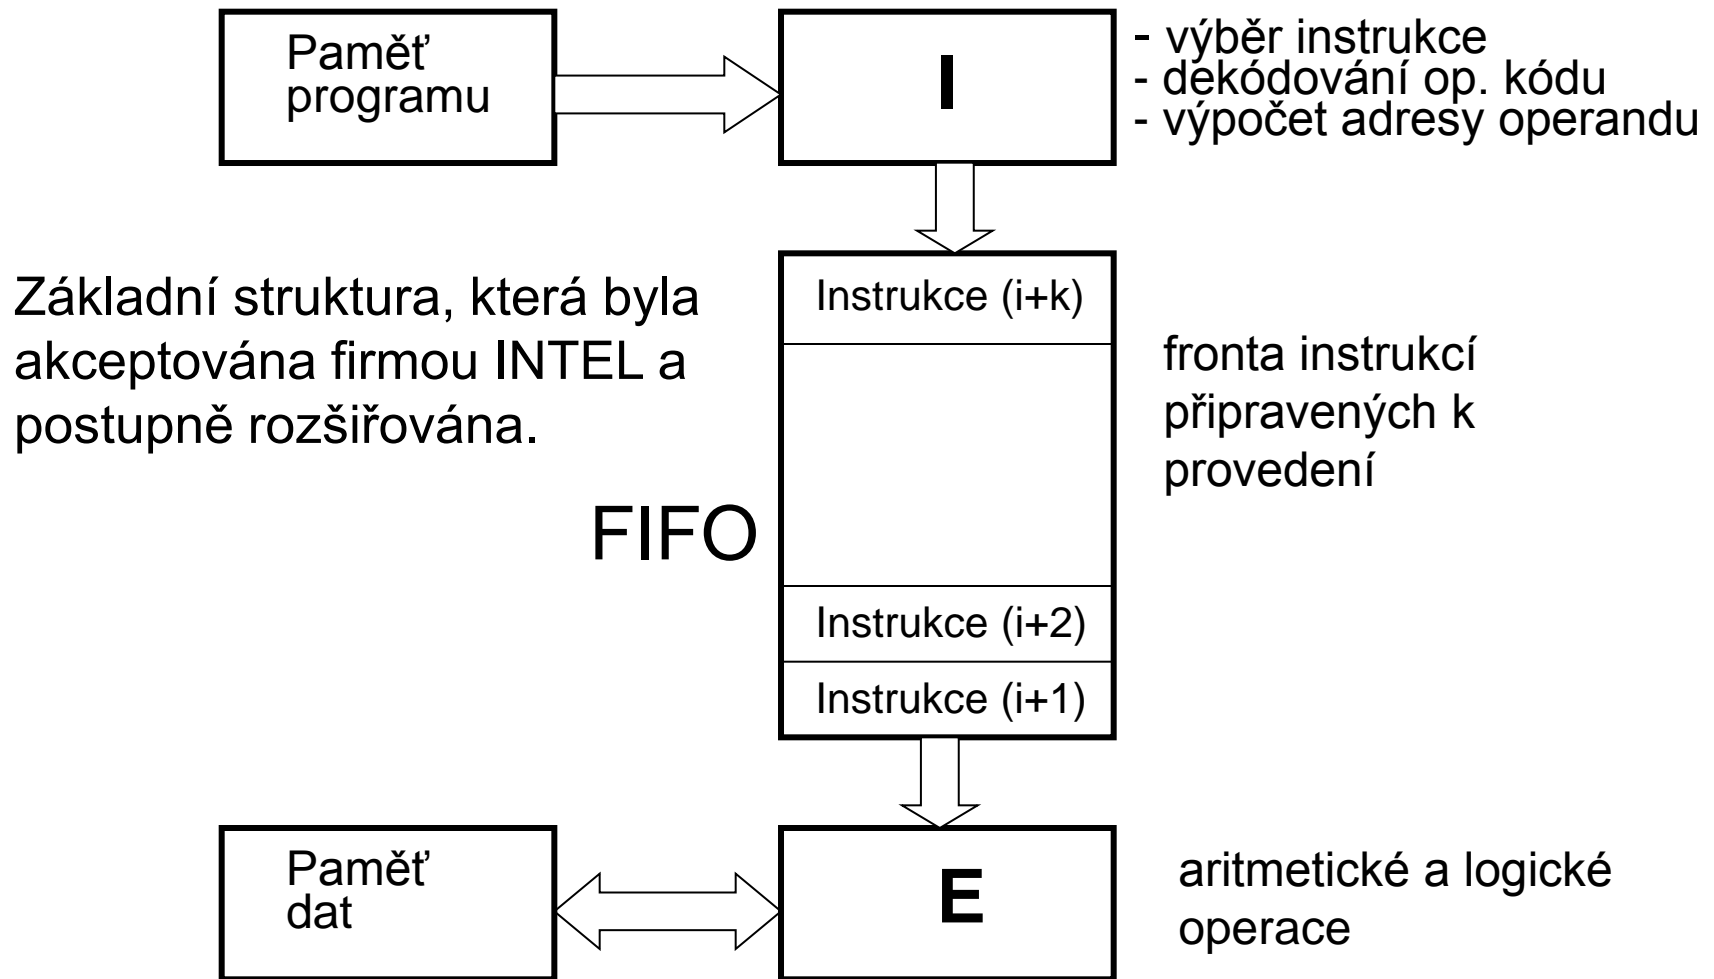 Paměť
programu
I
- výběr instrukce
- dekódování op. kódu
- výpočet adresy operandu
Základní struktura, která byla
akceptována firmou INTEL a
postupně rozšiřována.
FIFO
Instrukce (i+k)
Instrukce (i+2)
Instrukce (i+1)
fronta instrukcí
připravených k
provedení
Paměť
dat
E
aritmetické a logické
operace